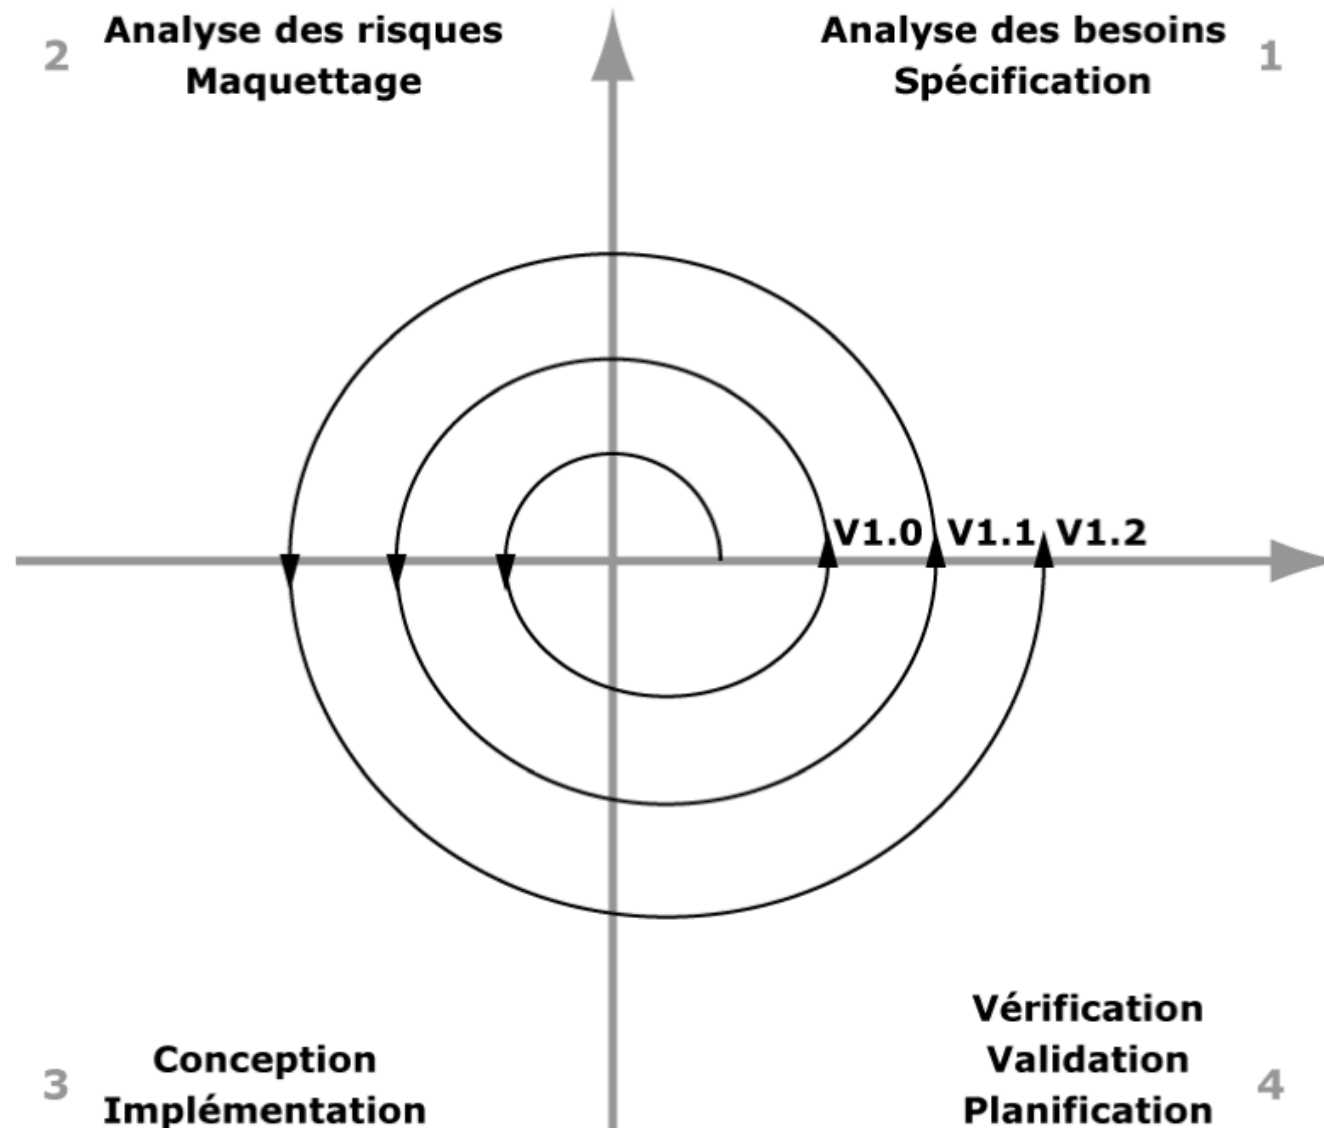 2
Analyse des risques
Maquettage
Analyse des besoins
Spécification
1
V1.0
V1.1
V1.2
3
Conception
Implémentation
Vérification
Validation
Planification
4